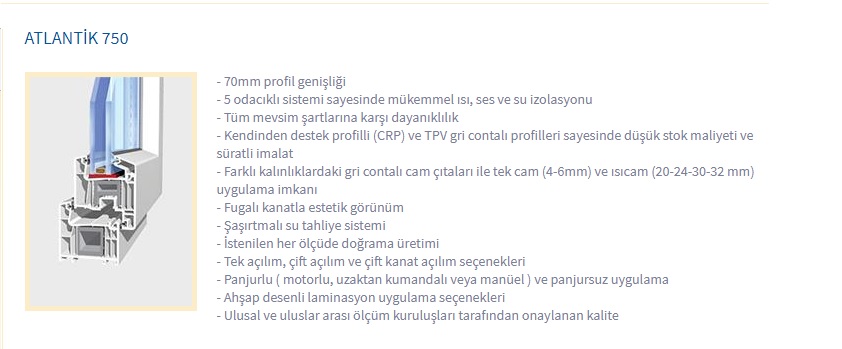 ATLANTİK 750
- 70mm profil genişliği
- 5 odacıklı sistemi sayesinde mükemmel ısı, ses ve su izolasyonu
- Tüm mevsim şartlarına karşı dayanıklılık
- Kendinden destek profilli (CRP) ve TPV gri contalı profilleri sayesinde düşük stok maliyeti ve
süratli imalat
- Farklı kalınlıklardaki gri contalı cam çıtaları ile tek cam (4-6mm) ve ısıcam (20-24-30-32 mm)
uygulama imkanı
- Fugalı kanatla estetik görünüm
- Şaşırtmalı su tahliye sistemi
- İstenilen her ölçüde doğrama üretimi
- Tek açılım, çift açılım ve çift kanat açılım seçenekleri
- Panjurlu ( motorlu, uzaktan kumandalı veya manüel ) ve panjursuz uygulama
- Ahşap desenli laminasyon uygulama seçenekleri
- Ulusal ve uluslar arası ölçüm kuruluşları tarafından onaylanan kalite